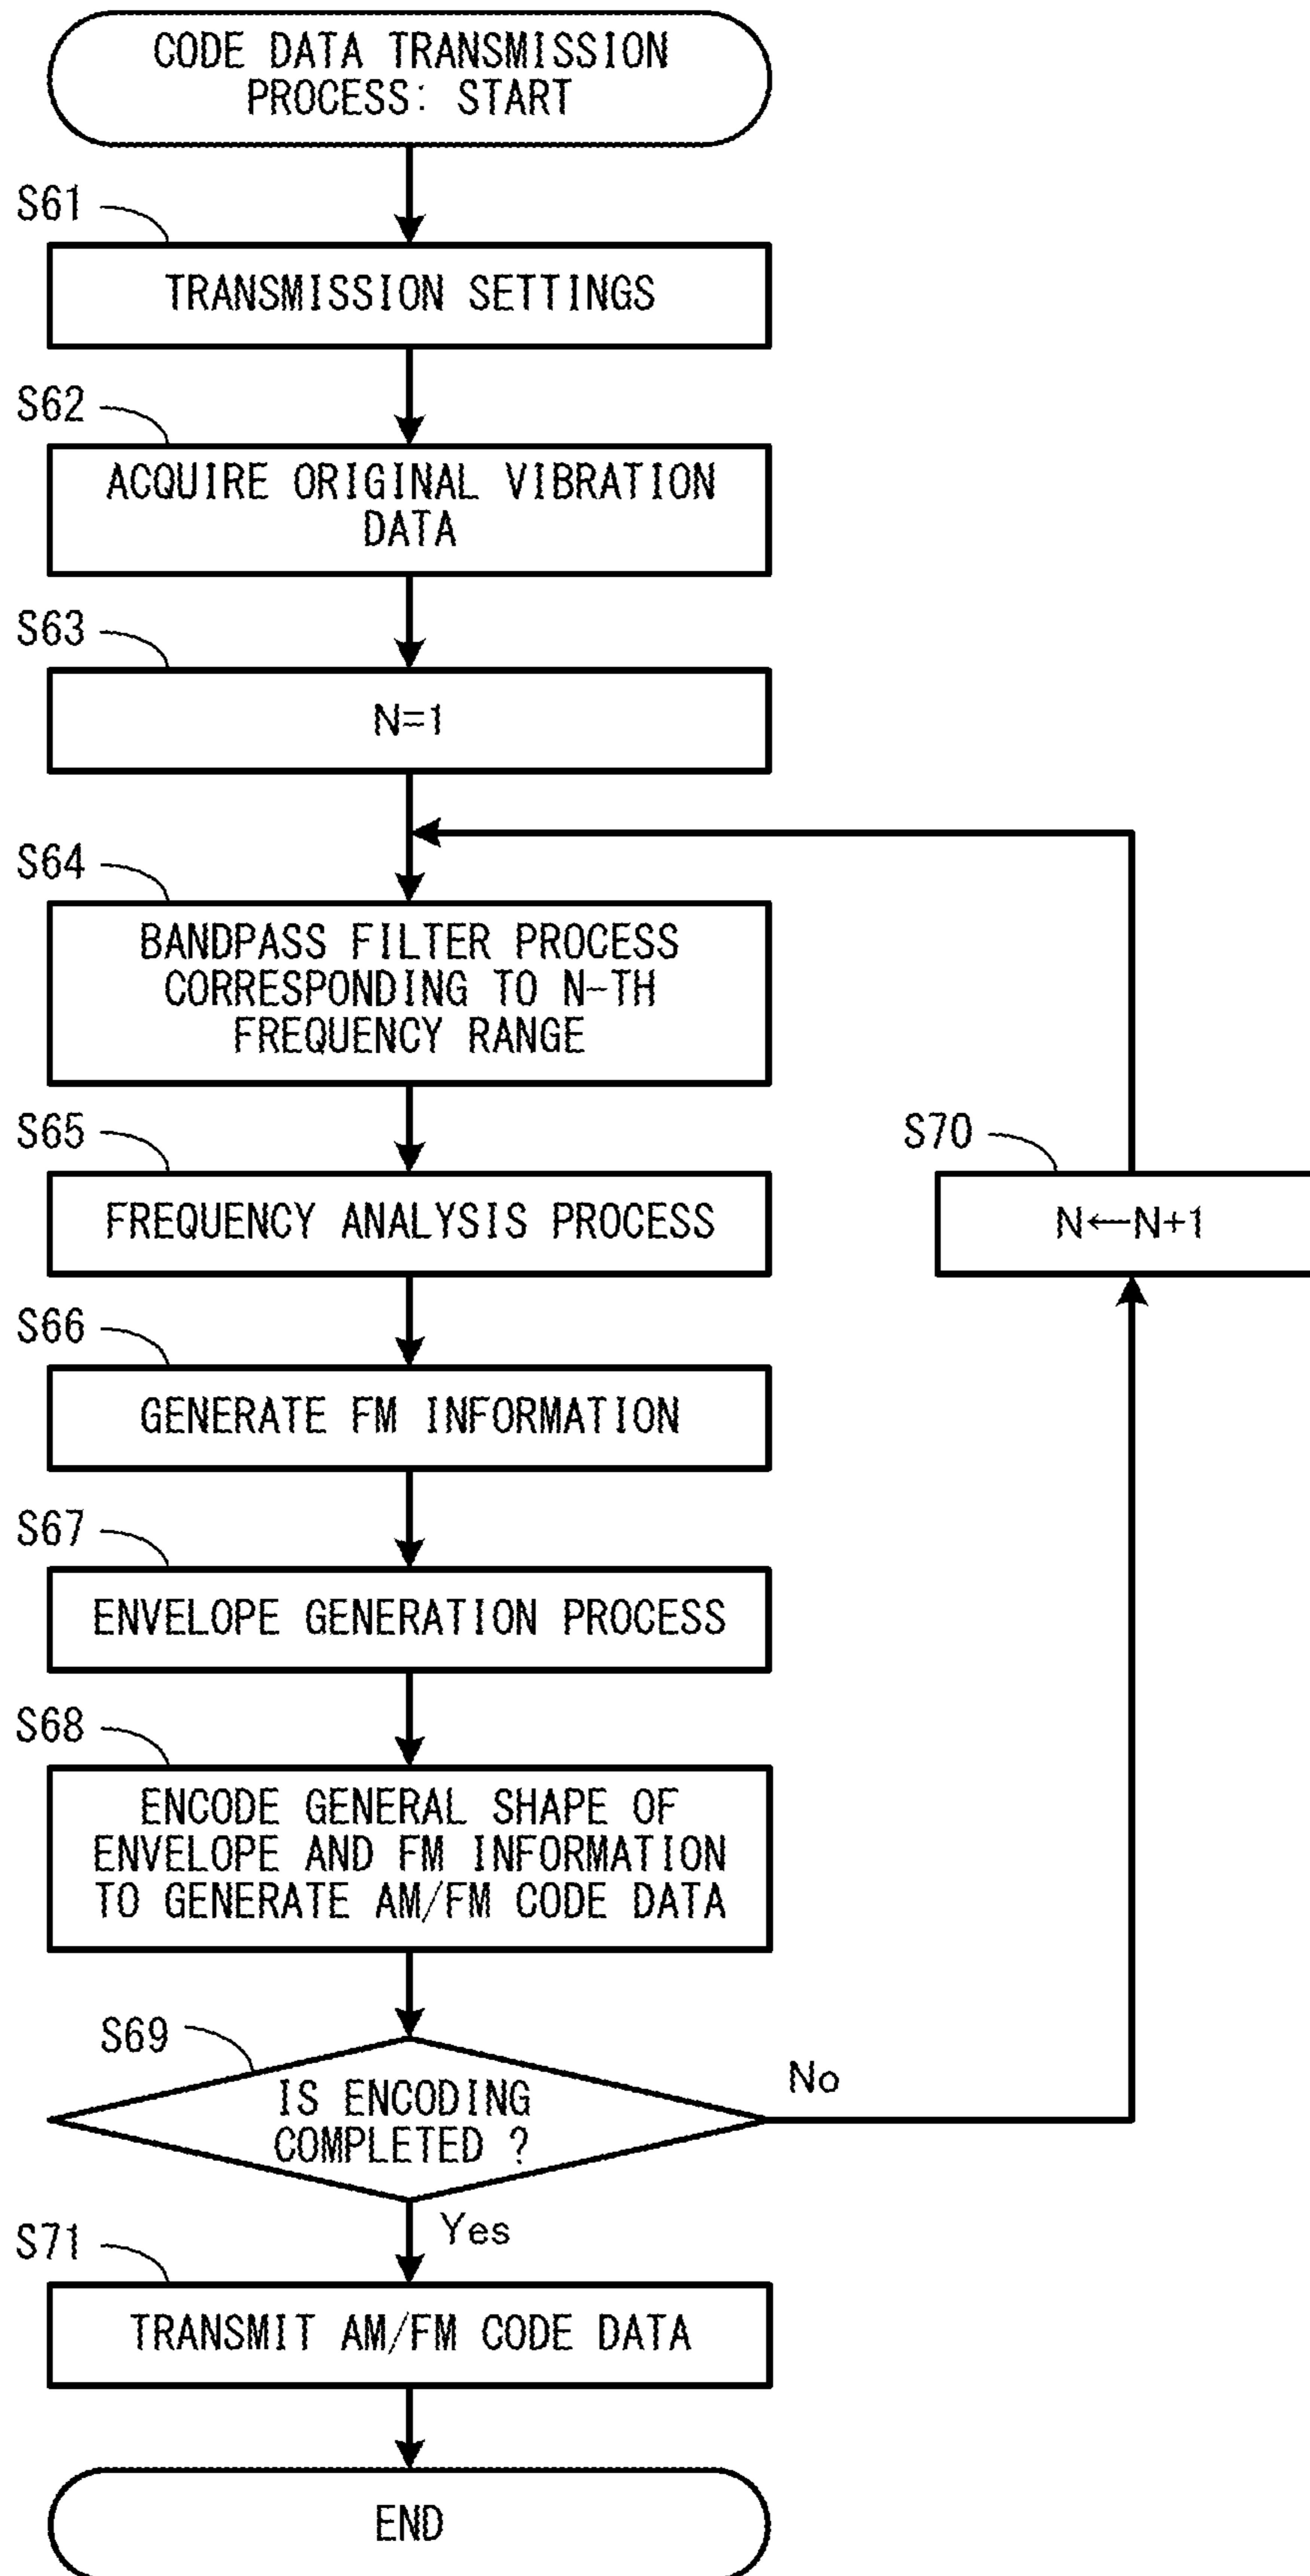 CODE DATA TRANSMISSION
PROCESS: START
S61
TRANSMISSION SETTINGS
S62
ACQUIRE ORIGINAL VIBRATION
DATA
S63
N=1
S64
BANDPASS FILTER PROCESS
CORRESPONDING TO N-TH
FREQUENCY RANGE
S65
FREQUENCY ANALYSIS PROCESS
S70
N←N+1
S66
GENERATE FM INFORMATION
S67
ENVELOPE GENERATION PROCESS
S68
ENCODE GENERAL SHAPE OF
ENVELOPE AND FM INFORMATION
TO GENERATE AM/FM CODE DATA
S69
IS ENCODING
COMPLETED ?
No
Yes
S71
TRANSMIT AM/FM CODE DATA
END